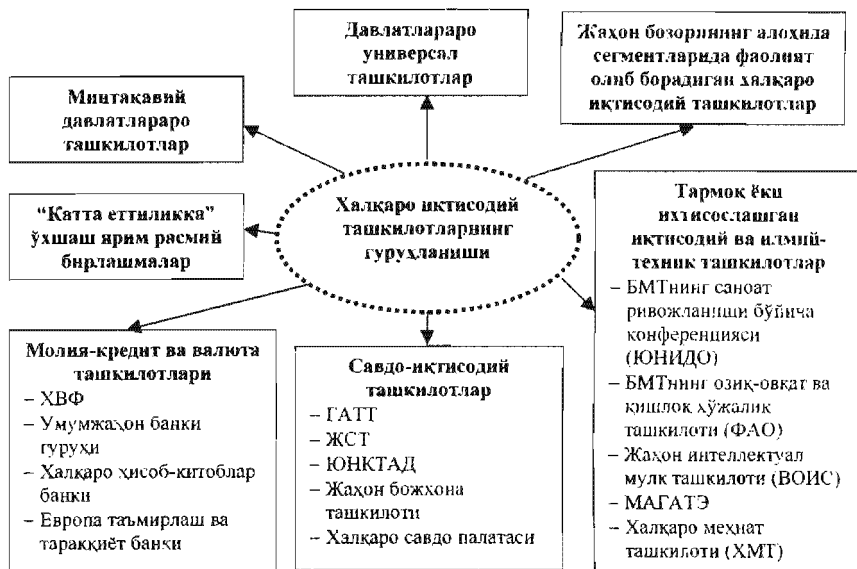 Давлатлараро
универсал
ташкилотлар
Жаҳон бозорининг алоҳида
сегментларида фаолият
олиб борадиган халқаро
иқтисодий ташкилотлар
Минтақавий
давлатлараро
ташкилотлар
“Катта еттиликка”
ўхшаш ярим расмий
бирлашмалар
Халқаро иқтисодий
ташкилотларнинг
гуруҳланиши
Тармоқ ёки
ихтисослашган
иқтисодий ва илмий-
техник ташкилотлар
– БМТнинг саноат
ривожланиши бўйича
конференцияси
(ЮНИДО)
– БМТнинг озиқ-овқат ва
қишлоқ хўжалик
ташкилоти (ФАО)
– Жаҳон интеллектуал
мулк ташкилоти (ВОИС)
– МАГАТЭ
– Халқаро меҳнат
ташкилоти (ХМТ)
Молия-кредит ва валюта
ташкилотлари
– ХВФ
– Умумжаҳон банки
гуруҳи
– Халқаро ҳисоб-китоблар
банки
– Европа таъмирлаш ва
тараққиёт банки
Савдо-иқтисодий
ташкилотлар
– ГАТТ
– ЖСТ
– ЮНКТАД
– Жаҳон божхона
ташкилоти
– Халқаро савдо палатаси